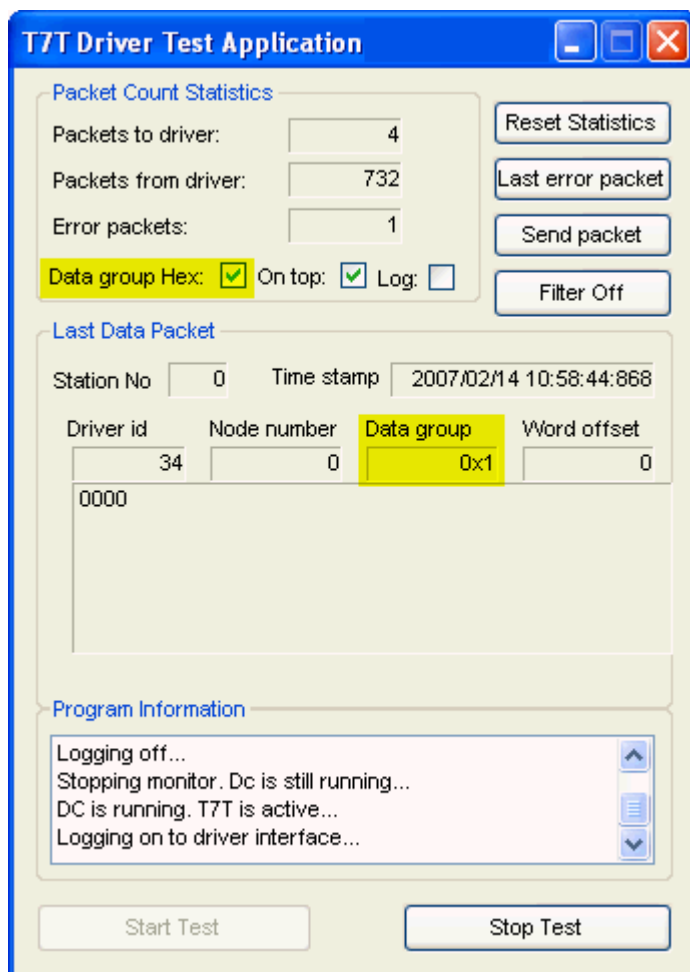 T7T Driver Test Application
Packet Count Statistics
Packets to driver: 4
Packets from driver: 732
Error packets: 1
Data group Hex: On top: Log:
Reset Statistics
Last error packet
Send packet
Filter Off
Last Data Packet
Station No 0 Time stamp 2007/02/14 10:58:44:868
Driver id Node number Data group Word offset
34 0 0x1 0
0000
Program Information
Logging off...
Stopping monitor. Dc is still running...
DC is running. T7T is active...
Logging on to driver interface...
Start Test Stop Test